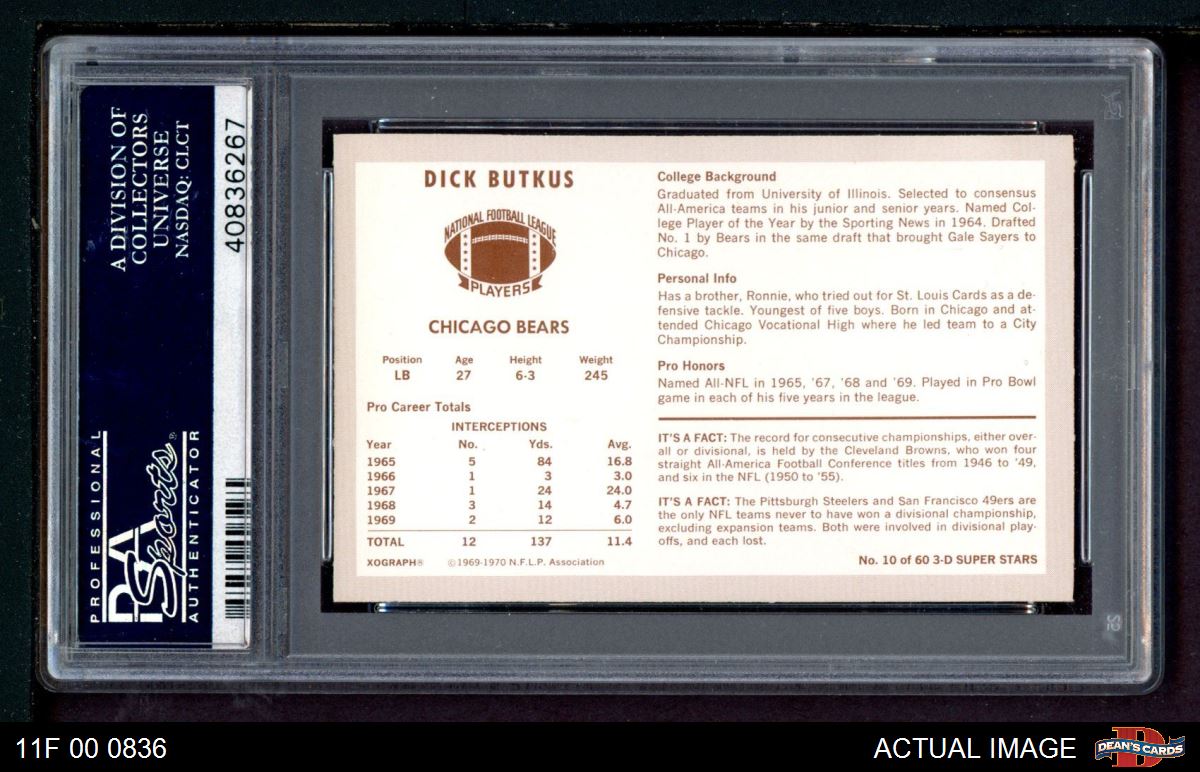 A DIVISION OF
COLLECTORS
UNIVERSE
NASDAQ: CLCT
40836267
PROFESSIONAL
PSA
Sports®
AUTHENTICATOR
DICK BUTKUS
NATIONAL FOOTBALL LEAGUE
PLAYERS
CHICAGO BEARS
Position Age Height Weight
LB 27 6-3 245
Pro Career Totals
INTERCEPTIONS
Year No. Yds. Avg.
1965 5 84 16.8
1966 1 3 3.0
1967 1 24 24.0
1968 3 14 4.7
1969 2 12 6.0
TOTAL 12 137 11.4
XOGRAPH® ©1969-1970 N.F.L.P. Association
College Background
Graduated from University of Illinois. Selected to consensus
All-America teams in his junior and senior years. Named Col-
lege Player of the Year by the Sporting News in 1964. Drafted
No. 1 by Bears in the same draft that brought Gale Sayers to
Chicago.
Personal Info
Has a brother, Ronnie, who tried out for St. Louis Cards as a de-
fensive tackle. Youngest of five boys. Born in Chicago and at-
tended Chicago Vocational High where he led team to a City
Championship.
Pro Honors
Named All-NFL in 1965, '67, '68 and '69. Played in Pro Bowl
game in each of his five years in the league.
IT'S A FACT: The record for consecutive championships, either over-
all or divisional, is held by the Cleveland Browns, who won four
straight All-America Football Conference titles from 1946 to '49,
and six in the NFL (1950 to '55).
IT'S A FACT: The Pittsburgh Steelers and San Francisco 49ers are
the only NFL teams never to have won a divisional championship,
excluding expansion teams. Both were involved in divisional play-
offs, and each lost.
No. 10 of 60 3-D SUPER STARS
11F 00 0836
ACTUAL IMAGE
D
DEAN'S CARDS